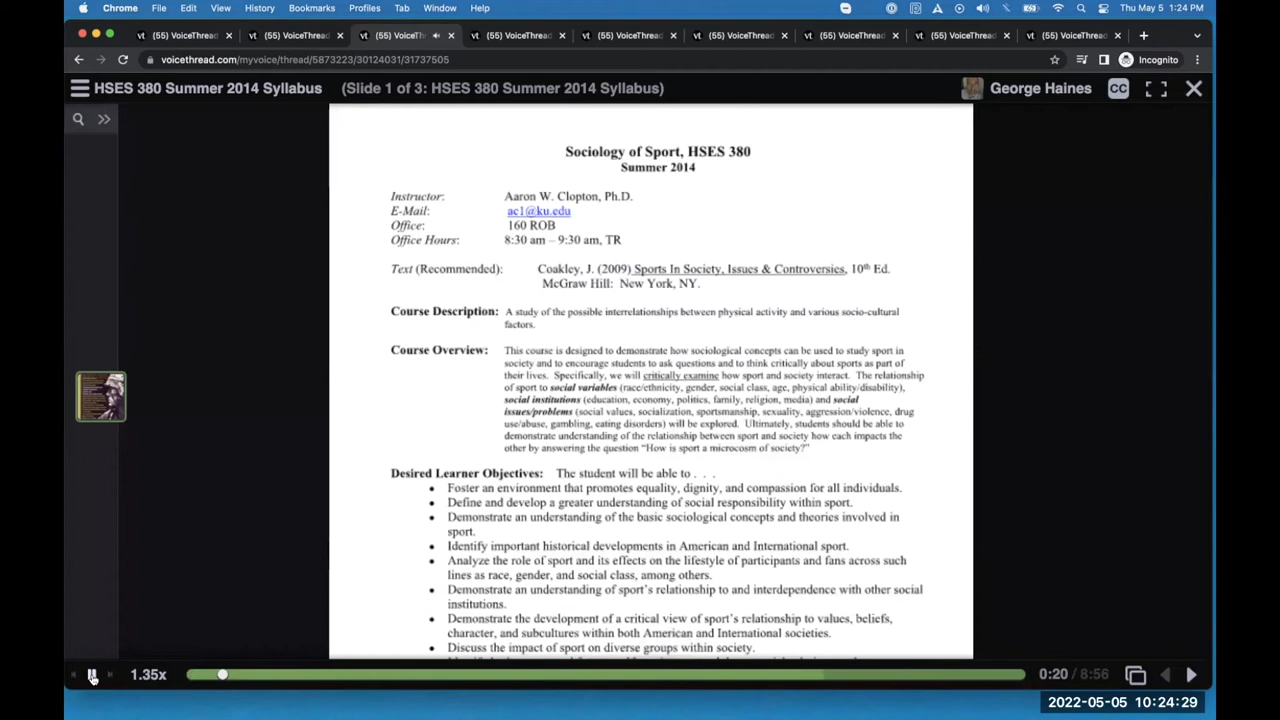 Chrome File Edit View History Bookmarks Profiles Tab Window Help Thu May 5 1:24 PM
(55) VoiceThread (55) VoiceThread (55) VoiceThr (55) VoiceThread (55) VoiceThread (55) VoiceThread (55) VoiceThread (55) VoiceThread (55) VoiceThread
voicethread.com/myvoice/thread/5873223/30124031/31737505 Incognito
HSES 380 Summer 2014 Syllabus (Slide 1 of 3: HSES 380 Summer 2014 Syllabus) George Haines CC
Sociology of Sport, HSES 380
Summer 2014
Instructor: Aaron W. Clopton, Ph.D.
E-Mail: ac1@ku.edu
Office: 160 ROB
Office Hours: 8:30 am – 9:30 am, TR
Text (Recommended): Coakley, J. (2009) Sports In Society, Issues & Controversies, 10th Ed.
McGraw Hill: New York, NY.
Course Description: A study of the possible interrelationships between physical activity and various socio-cultural
factors.
Course Overview: This course is designed to demonstrate how sociological concepts can be used to study sport in
society and to encourage students to ask questions and to think critically about sports as part of
their lives. Specifically, we will critically examing how sport and society interact. The relationship
of sport to social variables (race/ethnicity, gender, social class, age, physical ability/disability),
social institutions (education, economy, politics, family, religion, media) and social
issues/problems (social values, socialization, sportsmanship, sexuality, aggression/violence, drug
use/abuse, gambling, eating disorders) will be explored. Ultimately, students should be able to
demonstrate understanding of the relationship between sport and society how each impacts the
other by answering the question “How is sport a microcosm of society?”
Desired Learner Objectives: The student will be able to . . .
• Foster an environment that promotes equality, dignity, and compassion for all individuals.
• Define and develop a greater understanding of social responsibility within sport.
• Demonstrate an understanding of the basic sociological concepts and theories involved in
sport.
• Identify important historical developments in American and International sport.
• Analyze the role of sport and its effects on the lifestyle of participants and fans across such
lines as race, gender, and social class, among others.
• Demonstrate an understanding of sport’s relationship to and interdependence with other social
institutions.
• Demonstrate the development of a critical view of sport’s relationship to values, beliefs,
character, and subcultures within both American and International societies.
• Discuss the impact of sport on diverse groups within society.
1.35x 0:20 / 8:56
2022-05-05 10:24:29